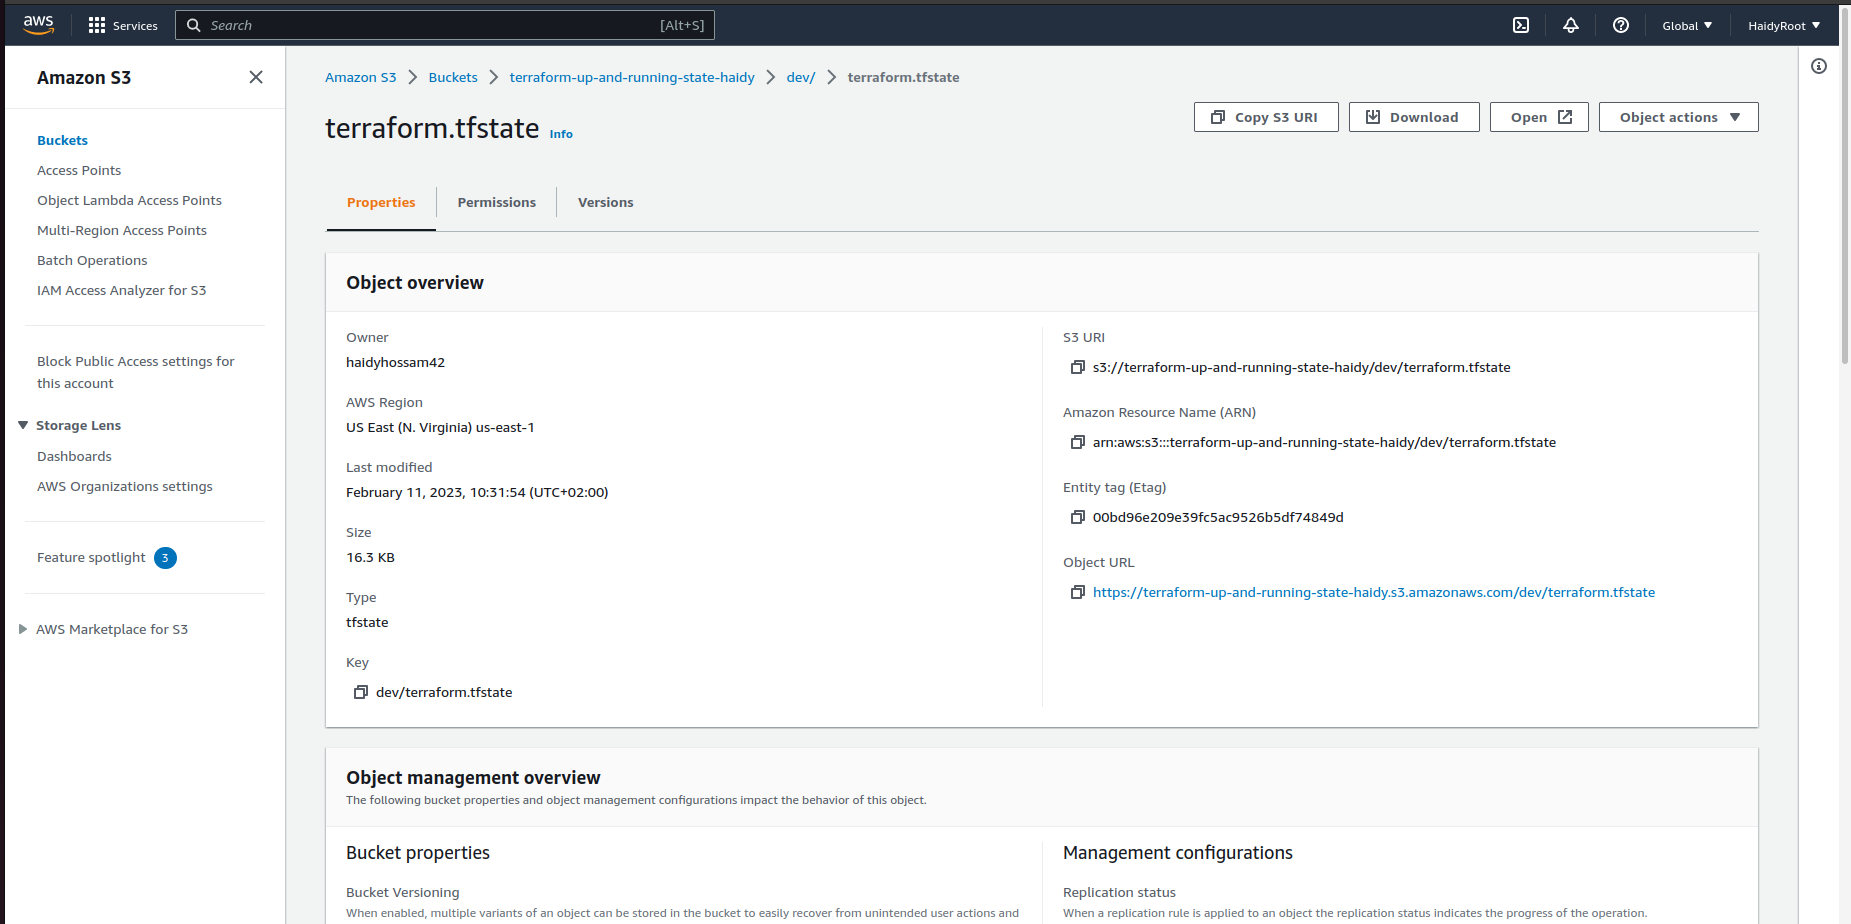 aws
Services
Search
[Alt+S]
Global
HaidyRoot
Amazon S3
Buckets
Access Points
Object Lambda Access Points
Multi-Region Access Points
Batch Operations
IAM Access Analyzer for S3
Block Public Access settings for
this account
Storage Lens
Dashboards
AWS Organizations settings
Feature spotlight 3
AWS Marketplace for S3
Amazon S3 > Buckets > terraform-up-and-running-state-haidy > dev/ > terraform.tfstate
terraform.tfstate Info
Copy S3 URI
Download
Open
Object actions
Properties
Permissions
Versions
Object overview
Owner
haidyhossam42
AWS Region
US East (N. Virginia) us-east-1
Last modified
February 11, 2023, 10:31:54 (UTC+02:00)
Size
16.3 KB
Type
tfstate
Key
dev/terraform.tfstate
S3 URI
s3://terraform-up-and-running-state-haidy/dev/terraform.tfstate
Amazon Resource Name (ARN)
arn:aws:s3:::terraform-up-and-running-state-haidy/dev/terraform.tfstate
Entity tag (Etag)
00bd96e209e39fc5ac9526b5df74849d
Object URL
https://terraform-up-and-running-state-haidy.s3.amazonaws.com/dev/terraform.tfstate
Object management overview
The following bucket properties and object management configurations impact the behavior of this object.
Bucket properties
Bucket Versioning
When enabled, multiple variants of an object can be stored in the bucket to easily recover from unintended user actions and
Management configurations
Replication status
When a replication rule is applied to an object the replication status indicates the progress of the operation.